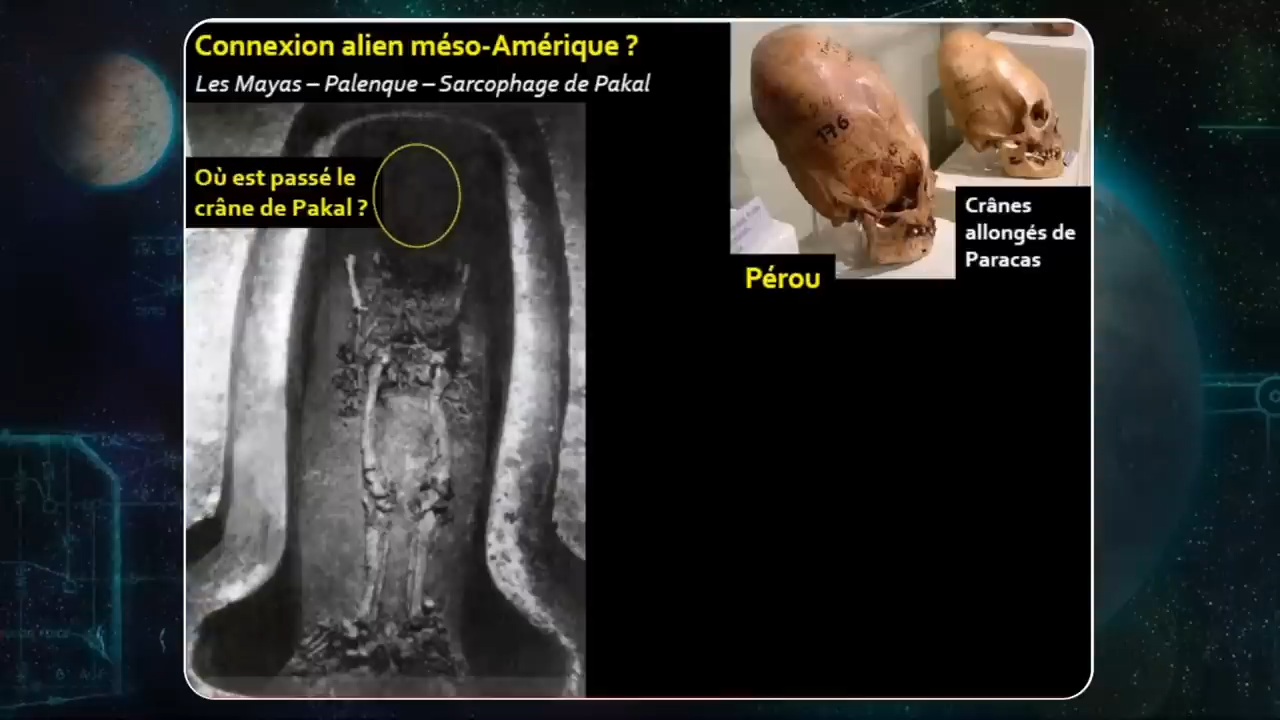 Connexion alien méso-Amérique ?
Les Mayas – Palenque – Sarcophage de Pakal
Où est passé le
crâne de Pakal ?
176
Crânes
allongés de
Paracas
Pérou